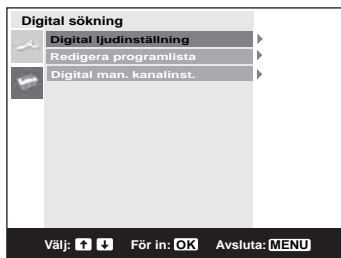 Digital sökning
Digital ljudinställning
Redigera programlista
Digital man. kanalinst.
Välj: ↑ ↓ För in: OK Avsluta: MENU